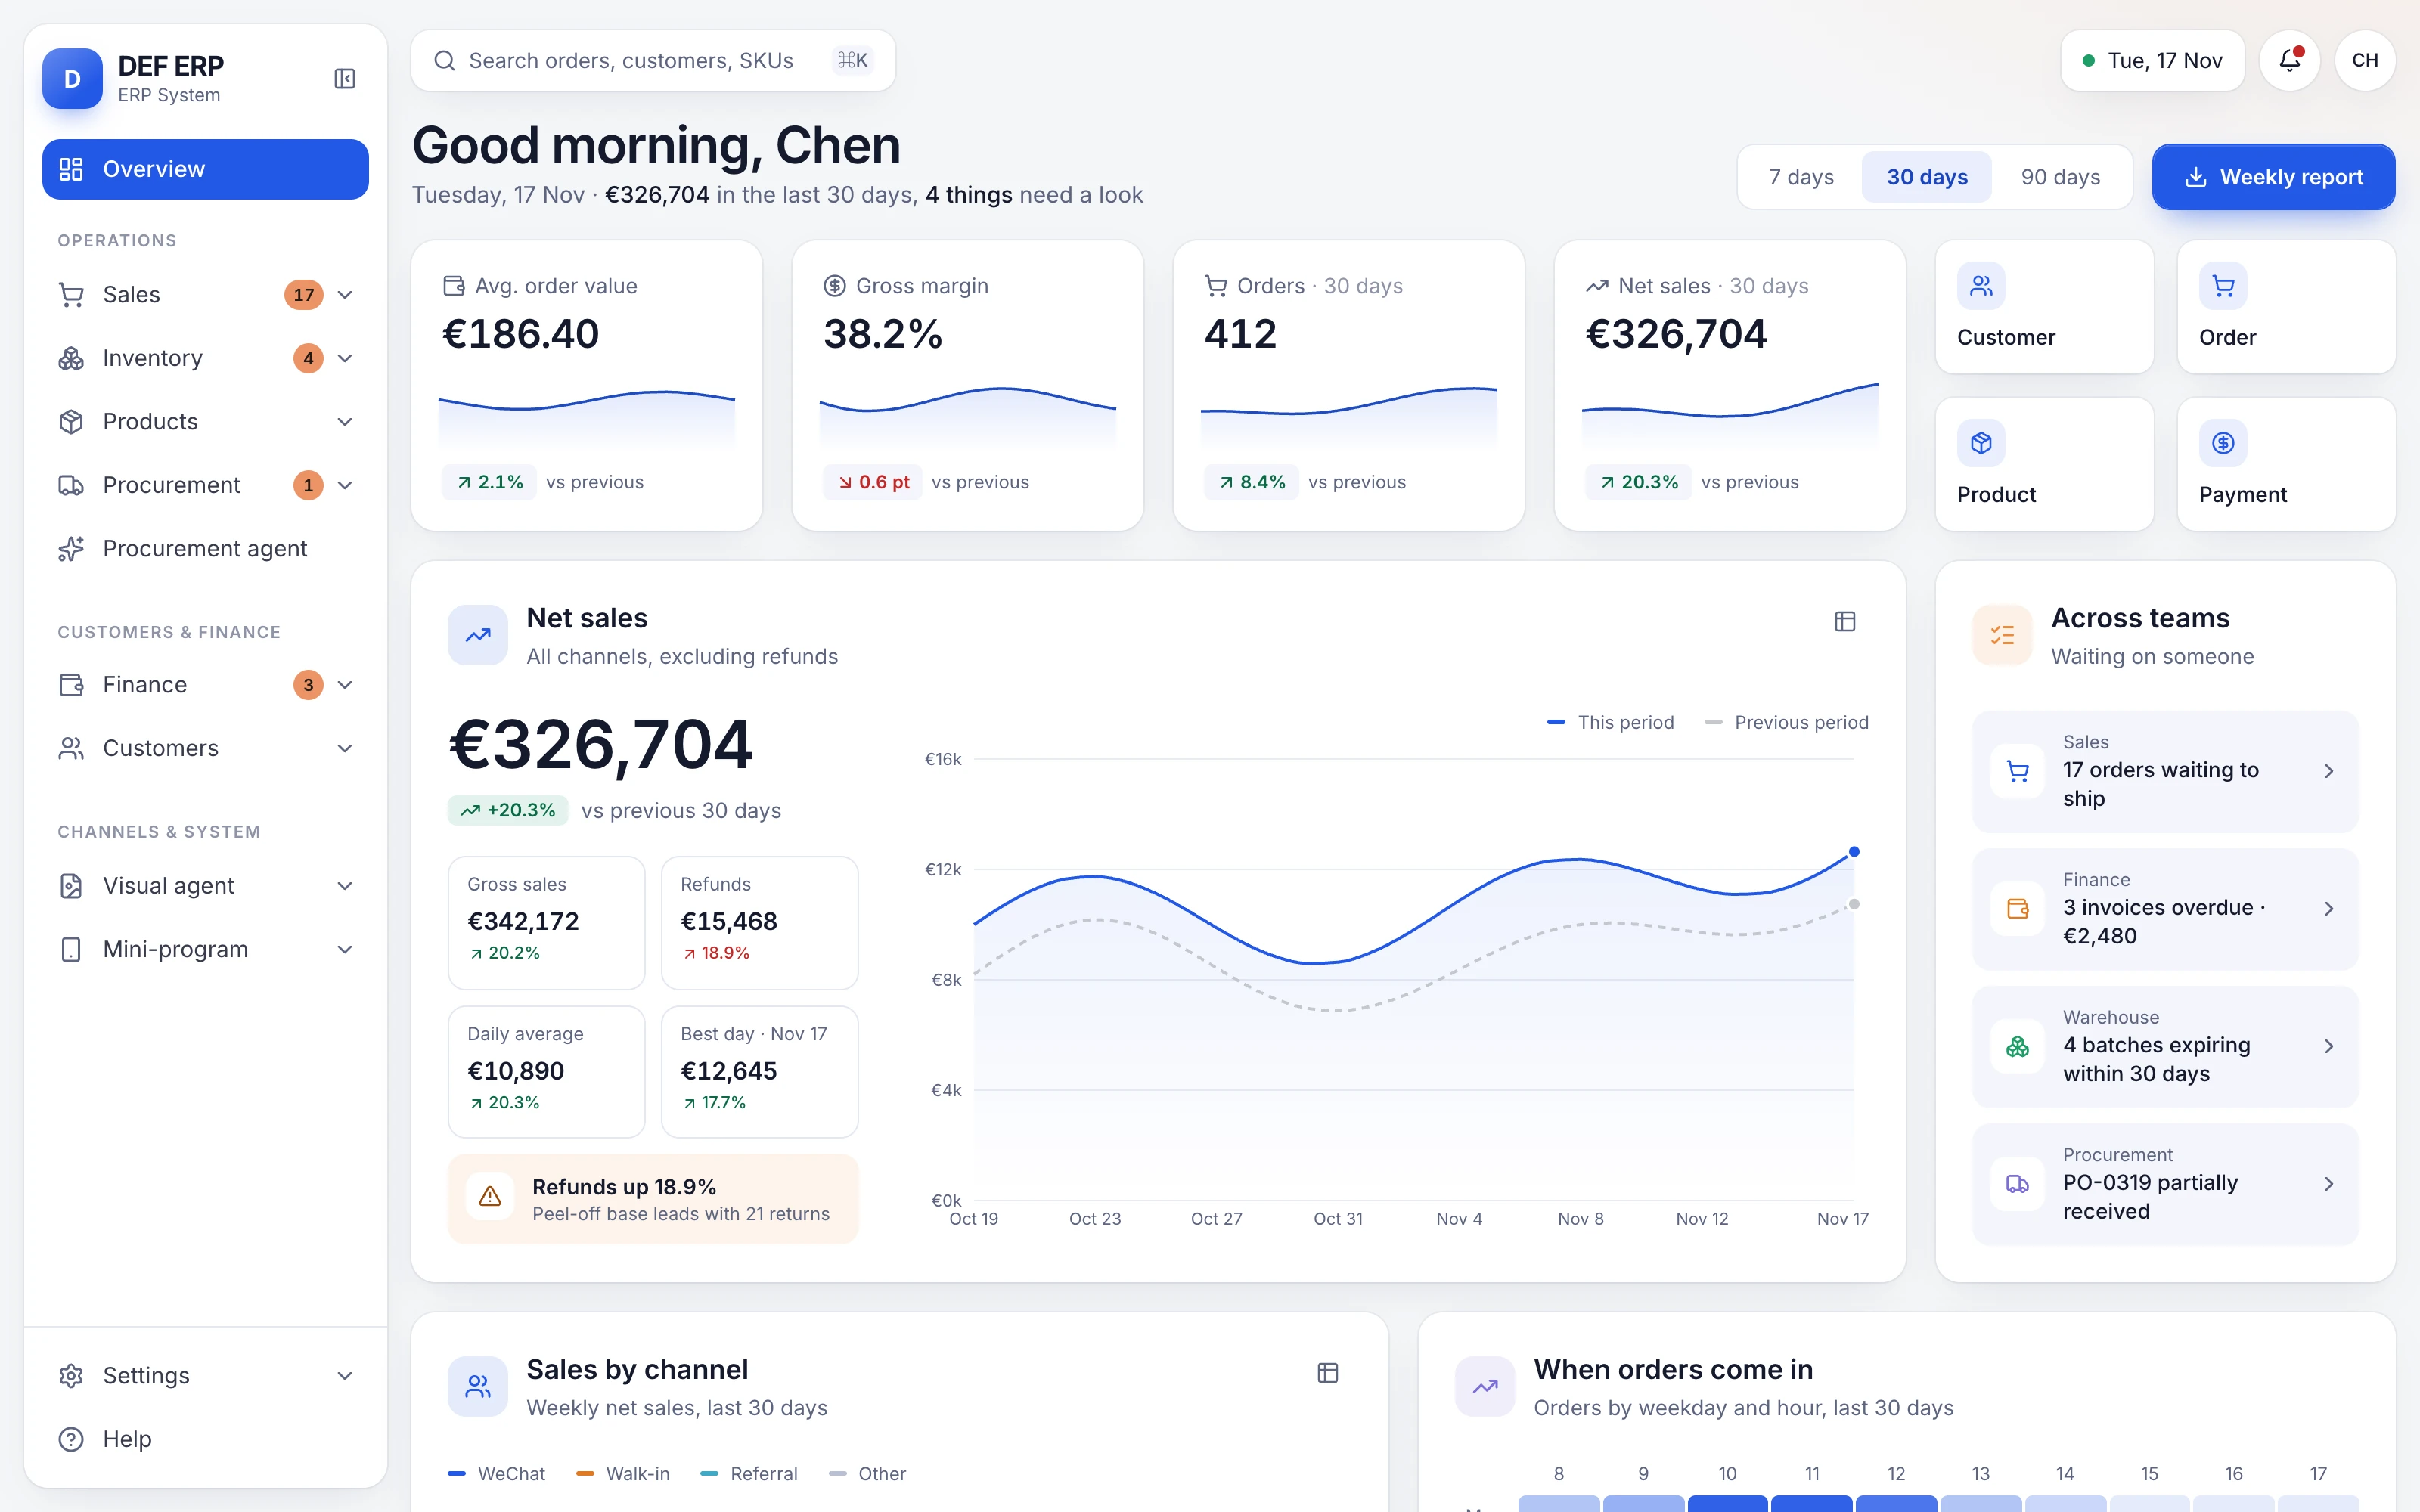 D
DEF ERP
ERP System
Overview
OPERATIONS
Sales 17
Inventory 4
Products
Procurement 1
Procurement agent
CUSTOMERS & FINANCE
Finance 3
Customers
CHANNELS & SYSTEM
Visual agent
Mini-program
Settings
Help
Search orders, customers, SKUs ⌘K
Tue, 17 Nov
CH
Good morning, Chen
Tuesday, 17 Nov · €326,704 in the last 30 days, 4 things need a look
7 days 30 days 90 days
Weekly report
Avg. order value
€186.40
2.1% vs previous
Gross margin
38.2%
0.6 pt vs previous
Orders · 30 days
412
8.4% vs previous
Net sales · 30 days
€326,704
20.3% vs previous
Customer
Order
Product
Payment
Net sales
All channels, excluding refunds
€326,704
+20.3% vs previous 30 days
Gross sales
€342,172
20.2%
Refunds
€15,468
18.9%
Daily average
€10,890
20.3%
Best day · Nov 17
€12,645
17.7%
Refunds up 18.9%
Peel-off base leads with 21 returns
This period Previous period
€16k
€12k
€8k
€4k
€0k
Oct 19 Oct 23 Oct 27 Oct 31 Nov 4 Nov 8 Nov 12 Nov 17
Across teams
Waiting on someone
Sales
17 orders waiting to
ship
Finance
3 invoices overdue ·
€2,480
Warehouse
4 batches expiring
within 30 days
Procurement
PO-0319 partially
received
Sales by channel
Weekly net sales, last 30 days
WeChat Walk-in Referral Other
When orders come in
Orders by weekday and hour, last 30 days
8 9 10 11 12 13 14 15 16 17